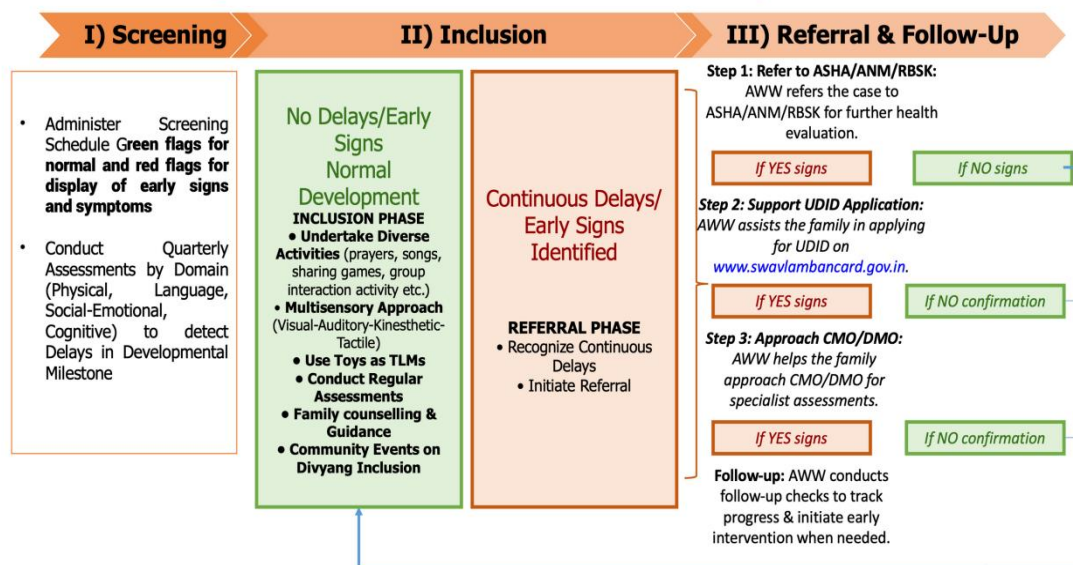 I) Screening
II) Inclusion
III) Referral & Follow-Up
• Administer Screening
Schedule Green flags for
normal and red flags for
display of early signs
and symptoms
• Conduct Quarterly
Assessments by Domain
(Physical, Language,
Social-Emotional,
Cognitive) to detect
Delays in Developmental
Milestone
No Delays/Early
Signs
Normal
Development
INCLUSION PHASE
• Undertake Diverse
Activities (prayers, songs,
sharing games, group
interaction activity etc.)
• Multisensory Approach
(Visual-Auditory-Kinesthetic-
Tactile)
• Use Toys as TLMs
• Conduct Regular
Assessments
• Family counselling &
Guidance
• Community Events on
Divyang Inclusion
Continuous Delays/
Early Signs
Identified
REFERRAL PHASE
• Recognize Continuous
Delays
• Initiate Referral
Step 1: Refer to ASHA/ANM/RBSK:
AWW refers the case to
ASHA/ANM/RBSK for further health
evaluation.
If YES signs
If NO signs
Step 2: Support UDID Application:
AWW assists the family in applying
for UDID on
www.swavlambancard.gov.in.
If YES signs
If NO confirmation
Step 3: Approach CMO/DMO:
AWW helps the family
approach CMO/DMO for
specialist assessments.
If YES signs
If NO confirmation
Follow-up: AWW conducts
follow-up checks to track
progress & initiate early
intervention when needed.